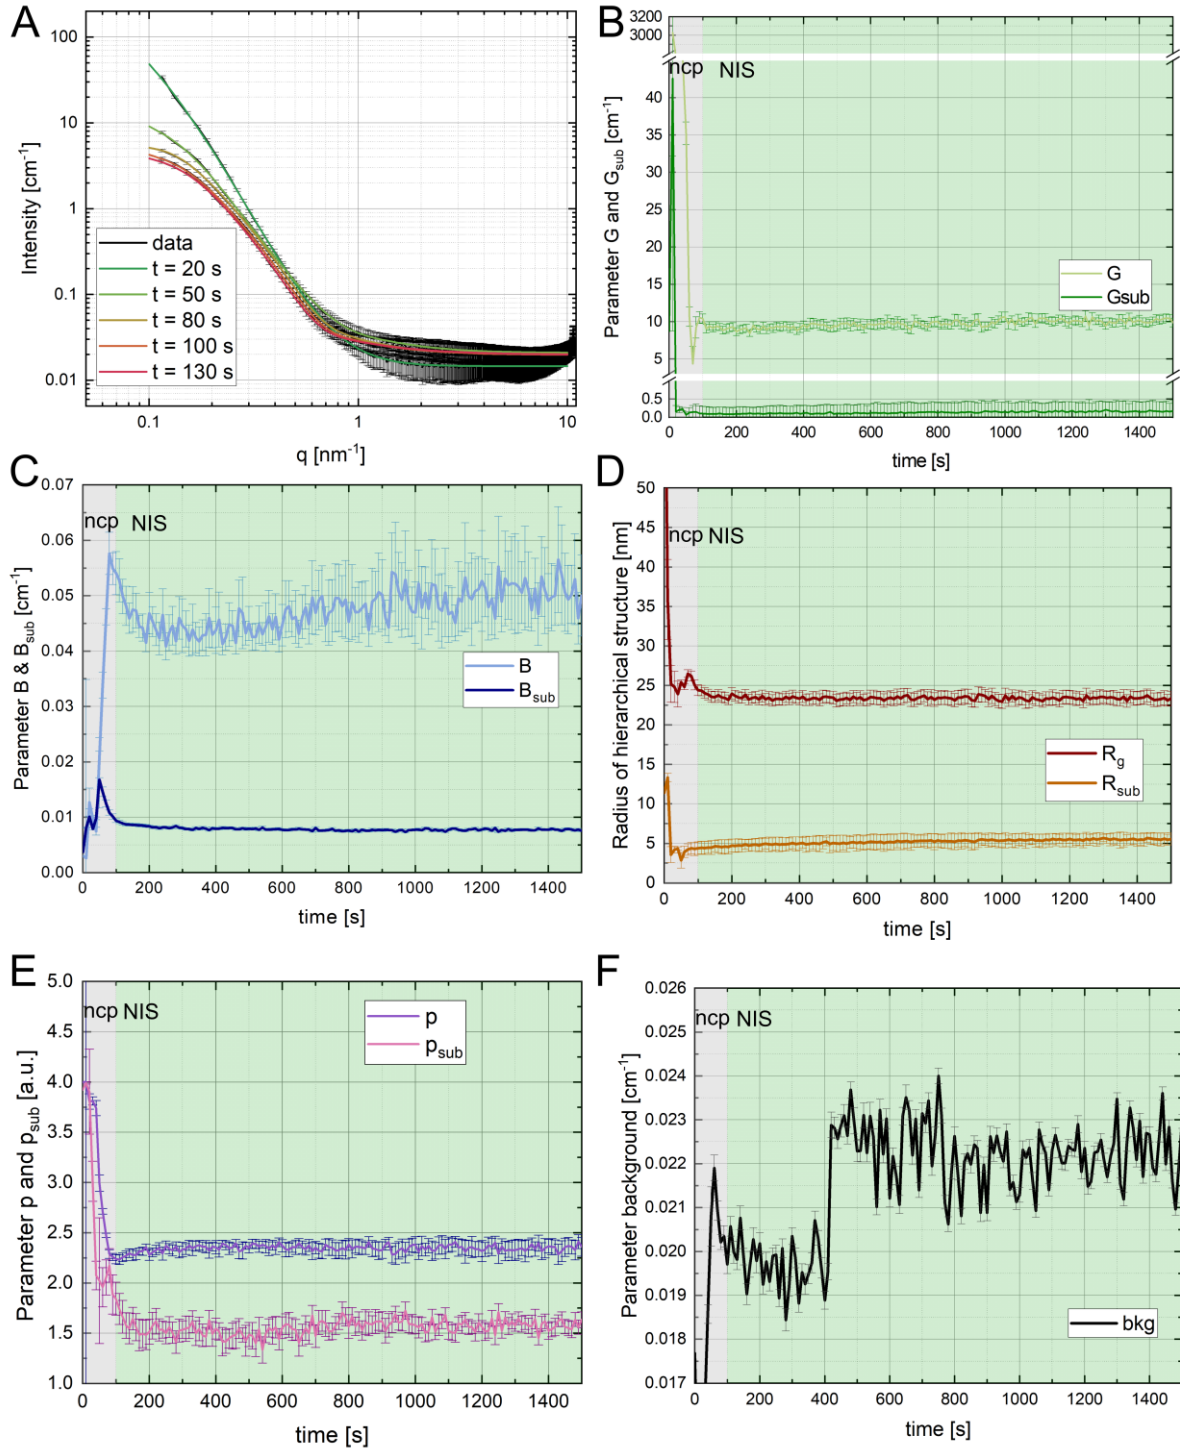 A
100
10
1
0.1
0.01
Intensity [cm-1]
data
t = 20 s
t = 50 s
t = 80 s
t = 100 s
t = 130 s
0.1
1
10
q [nm-1]
B
3200
3000
40
35
30
25
20
15
10
5
0.5
0.0
Parameter G and Gsub [cm-1]
ncp
NIS
G
Gsub
0
200
400
600
800
1000
1200
1400
time [s]
C
0.07
0.06
0.05
0.04
0.03
0.02
0.01
0.00
Parameter B & Bsub [cm-1]
ncp
NIS
B
Bsub
0
200
400
600
800
1000
1200
1400
time [s]
D
50
45
40
35
30
25
20
15
10
5
0
Radius of hierarchical structure [nm]
ncp
NIS
Rg
Rsub
0
200
400
600
800
1000
1200
1400
time [s]
E
5.0
4.5
4.0
3.5
3.0
2.5
2.0
1.5
1.0
Parameter p and psub [a.u.]
ncp
NIS
p
psub
0
200
400
600
800
1000
1200
1400
time [s]
F
0.026
0.025
0.024
0.023
0.022
0.021
0.020
0.019
0.018
0.017
Parameter background [cm-1]
ncp
NIS
bkg
0
200
400
600
800
1000
1200
1400
time [s]